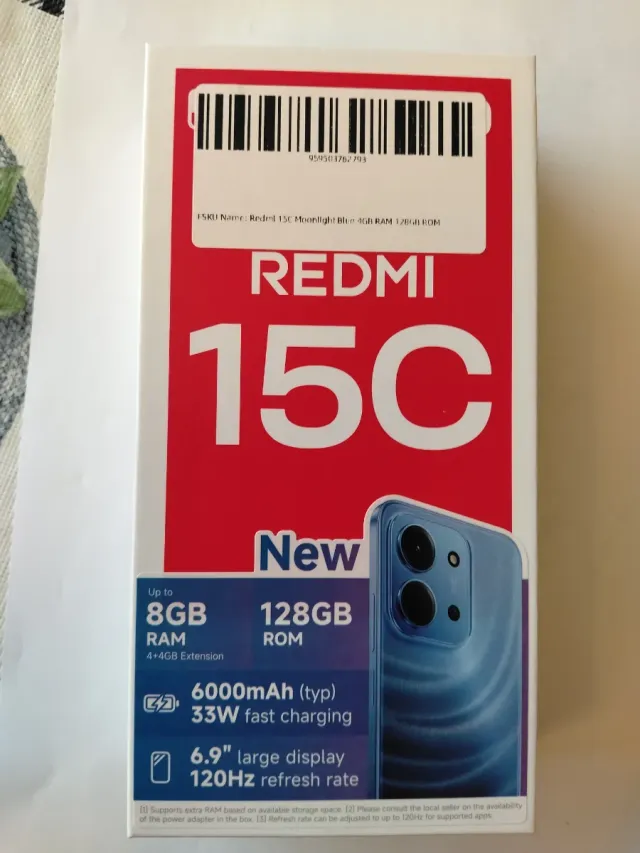 959503762793
FSKU Name: Redmi 15C Moonlight Blue 4GB RAM 128GB ROM
REDMI
15C
New
Up to
8GB 128GB
RAM ROM
4+4GB Extension
6000mAh (typ)
33W fast charging
6.9" large display
120Hz refresh rate
[1] Supports extra RAM based on available storage space. [2] Please consult the local seller on the availability
of the power adapter in the box. [3] Refresh rate can be adjusted to up to 120Hz for supported apps.